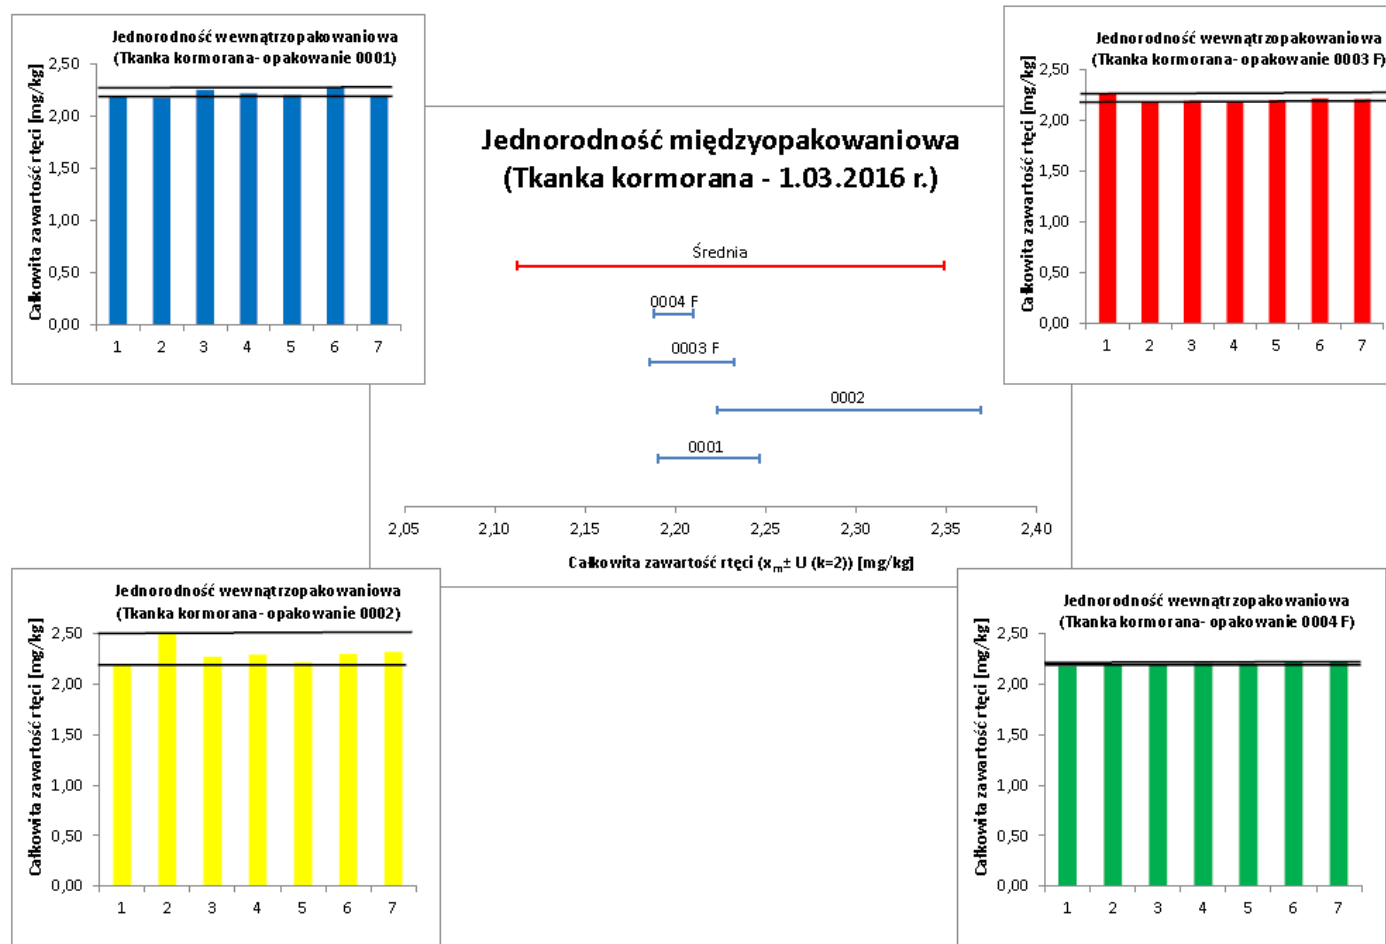 Jednorodność wewnątrzopakowaniowa
(Tkanka kormorana- opakowanie 0001)
Całkowita zawartość rtęci [mg/kg]
2,50
2,00
1,50
1,00
0,50
0,00
1 2 3 4 5 6 7
Jednorodność wewnątrzopakowaniowa
(Tkanka kormorana- opakowanie 0003 F)
Całkowita zawartość rtęci [mg/kg]
2,50
2,00
1,50
1,00
0,50
0,00
1 2 3 4 5 6 7
Jednorodność międzyopakowaniowa
(Tkanka kormorana - 1.03.2016 r.)
Średnia
0004 F
0003 F
0002
0001
2,05 2,10 2,15 2,20 2,25 2,30 2,35 2,40
Całkowita zawartość rtęci (xm± U (k=2)) [mg/kg]
Jednorodność wewnątrzopakowaniowa
(Tkanka kormorana- opakowanie 0002)
Całkowita zawartość rtęci [mg/kg]
2,50
2,00
1,50
1,00
0,50
0,00
1 2 3 4 5 6 7
Jednorodność wewnątrzopakowaniowa
(Tkanka kormorana- opakowanie 0004 F)
Całkowita zawartość rtęci [mg/kg]
2,50
2,00
1,50
1,00
0,50
0,00
1 2 3 4 5 6 7